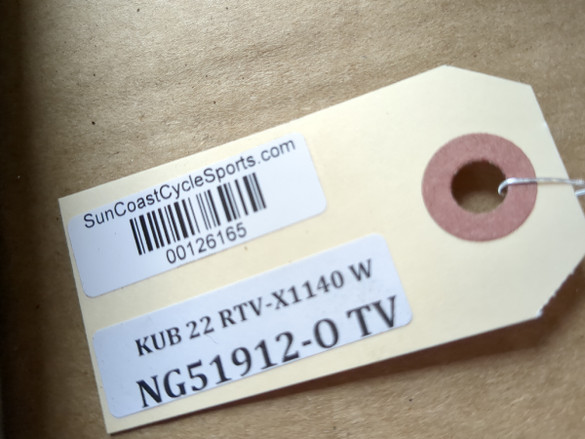 SunCoastCycleSports.com
00126165
KUB 22 RTV-X1140 W
NG51912-O TV